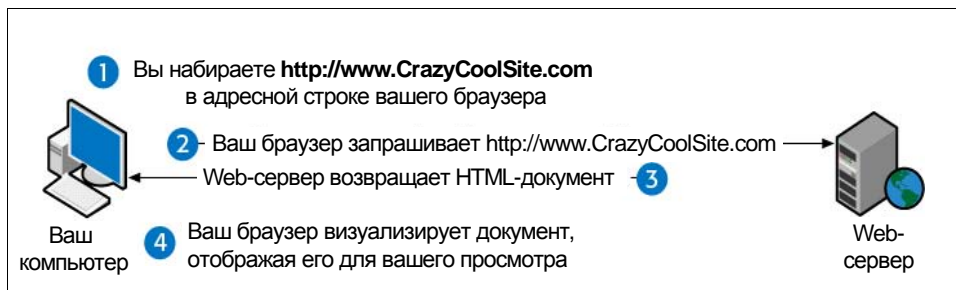 1 Вы набираете http://www.CrazyCoolSite.com
в адресной строке вашего браузера
2 Ваш браузер запрашивает http://www.CrazyCoolSite.com
Web-сервер возвращает HTML-документ 3
4 Ваш браузер визуализирует документ,
отображая его для вашего просмотра
Ваш
компьютер
Web-
сервер